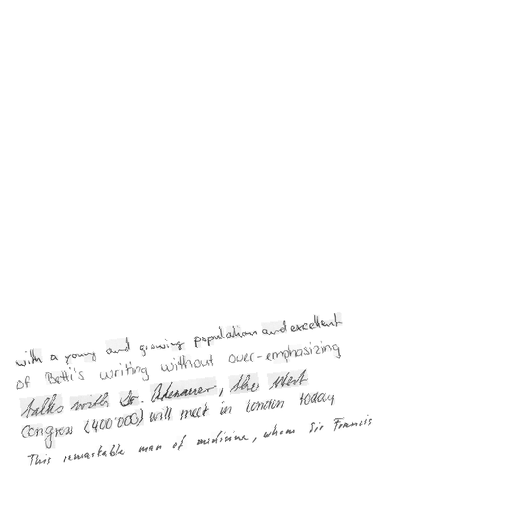 with a young and growing population and excellent
of Betti's writing without over-emphasizing
talks with Dr. Adenauer, the West
Congress (400'000) will meet in London today
This remarkable man of medicine, whom Sir Francis